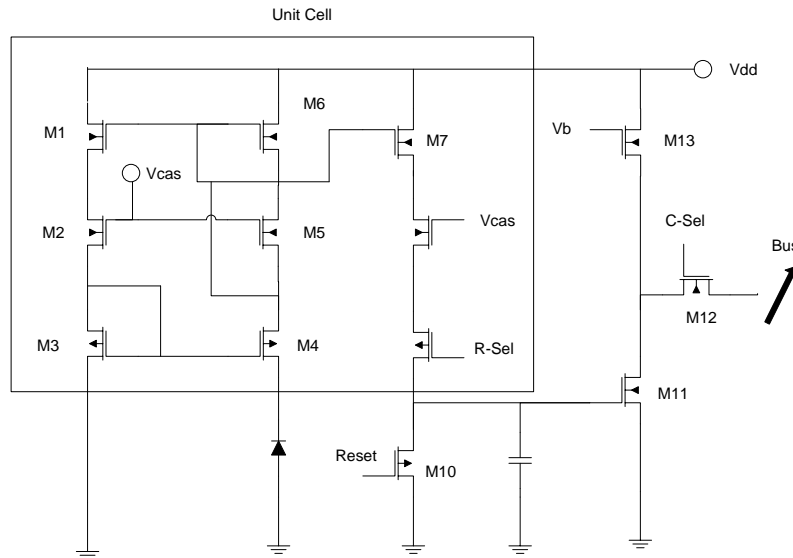 Unit Cell
Vdd
M6
M1
M7
Vb
M13
Vcas
M2
M5
Vcas
C-Sel
Bus
M12
M3
M4
R-Sel
M11
Reset
M10